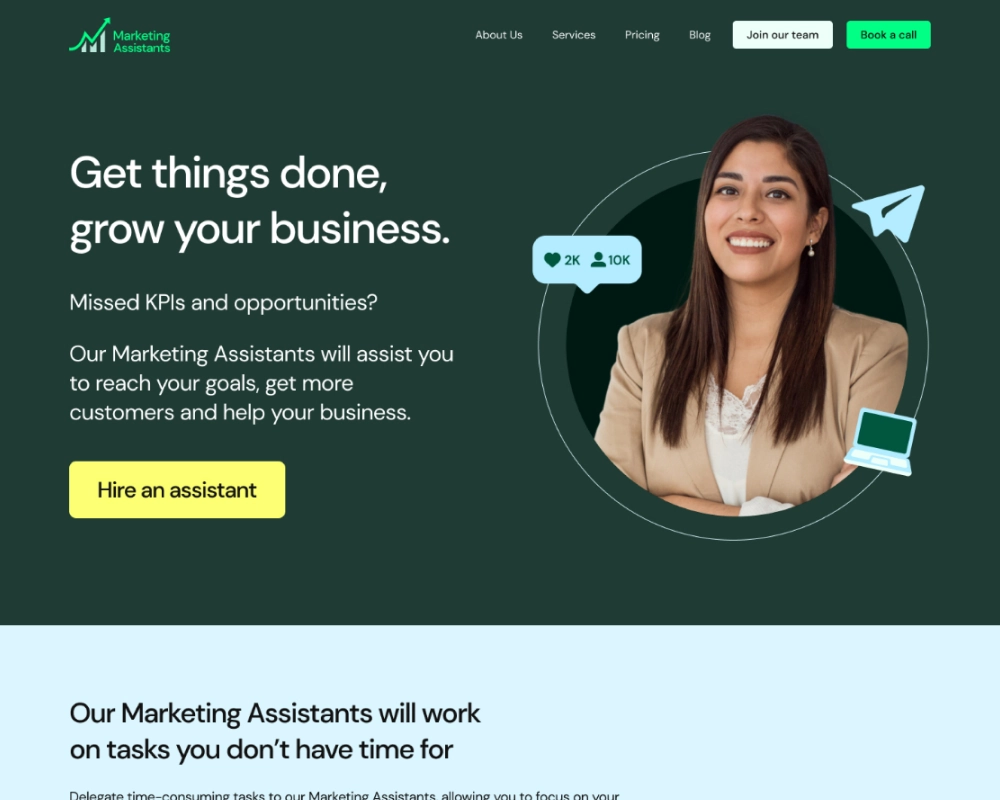 Marketing
Assistants
About Us
Services
Pricing
Blog
Join our team
Book a call
Get things done,
grow your business.
Missed KPIs and opportunities?
Our Marketing Assistants will assist you
to reach your goals, get more
customers and help your business.
Hire an assistant
2K
10K
Our Marketing Assistants will work
on tasks you don’t have time for
Delegate time-consuming tasks to our Marketing Assistants, allowing you to focus on your